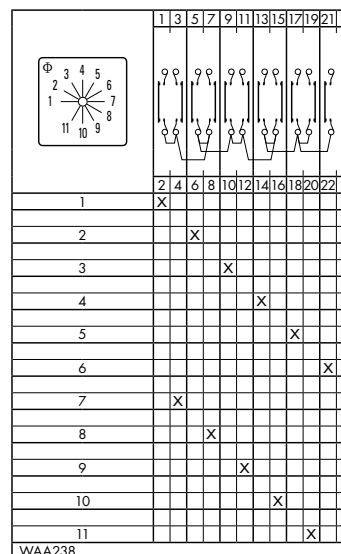 1 3 5 7 9 11 13 15 17 19 21
Φ
3 4 5
2 6
1 7
8
11 10 9
2 4 6 8 10 12 14 16 18 20 22
1 X
2 X
3 X
4 X
5 X
6 X
7 X
8 X
9 X
10 X
11 X
WAA238